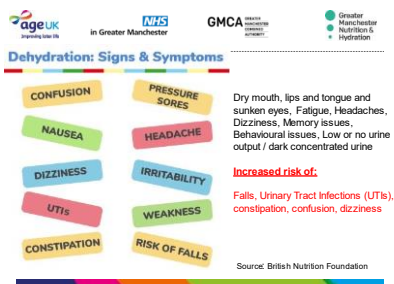 age UK
Improving later life
NHS
in Greater Manchester
GMCA
GREATER
MANCHESTER
COMBINED
AUTHORITY
Greater
Manchester
Nutrition &
Hydration
Dehydration: Signs & Symptoms
CONFUSION
PRESSURE
SORES
NAUSEA
HEADACHE
DIZZINESS
IRRITABILITY
UTIs
WEAKNESS
CONSTIPATION
RISK OF FALLS
Dry mouth, lips and tongue and
sunken eyes, Fatigue, Headaches,
Dizziness, Memory issues,
Behavioural issues, Low or no urine
output / dark concentrated urine
Increased risk of:
Falls, Urinary Tract Infections (UTIs),
constipation, confusion, dizziness
Source: British Nutrition Foundation